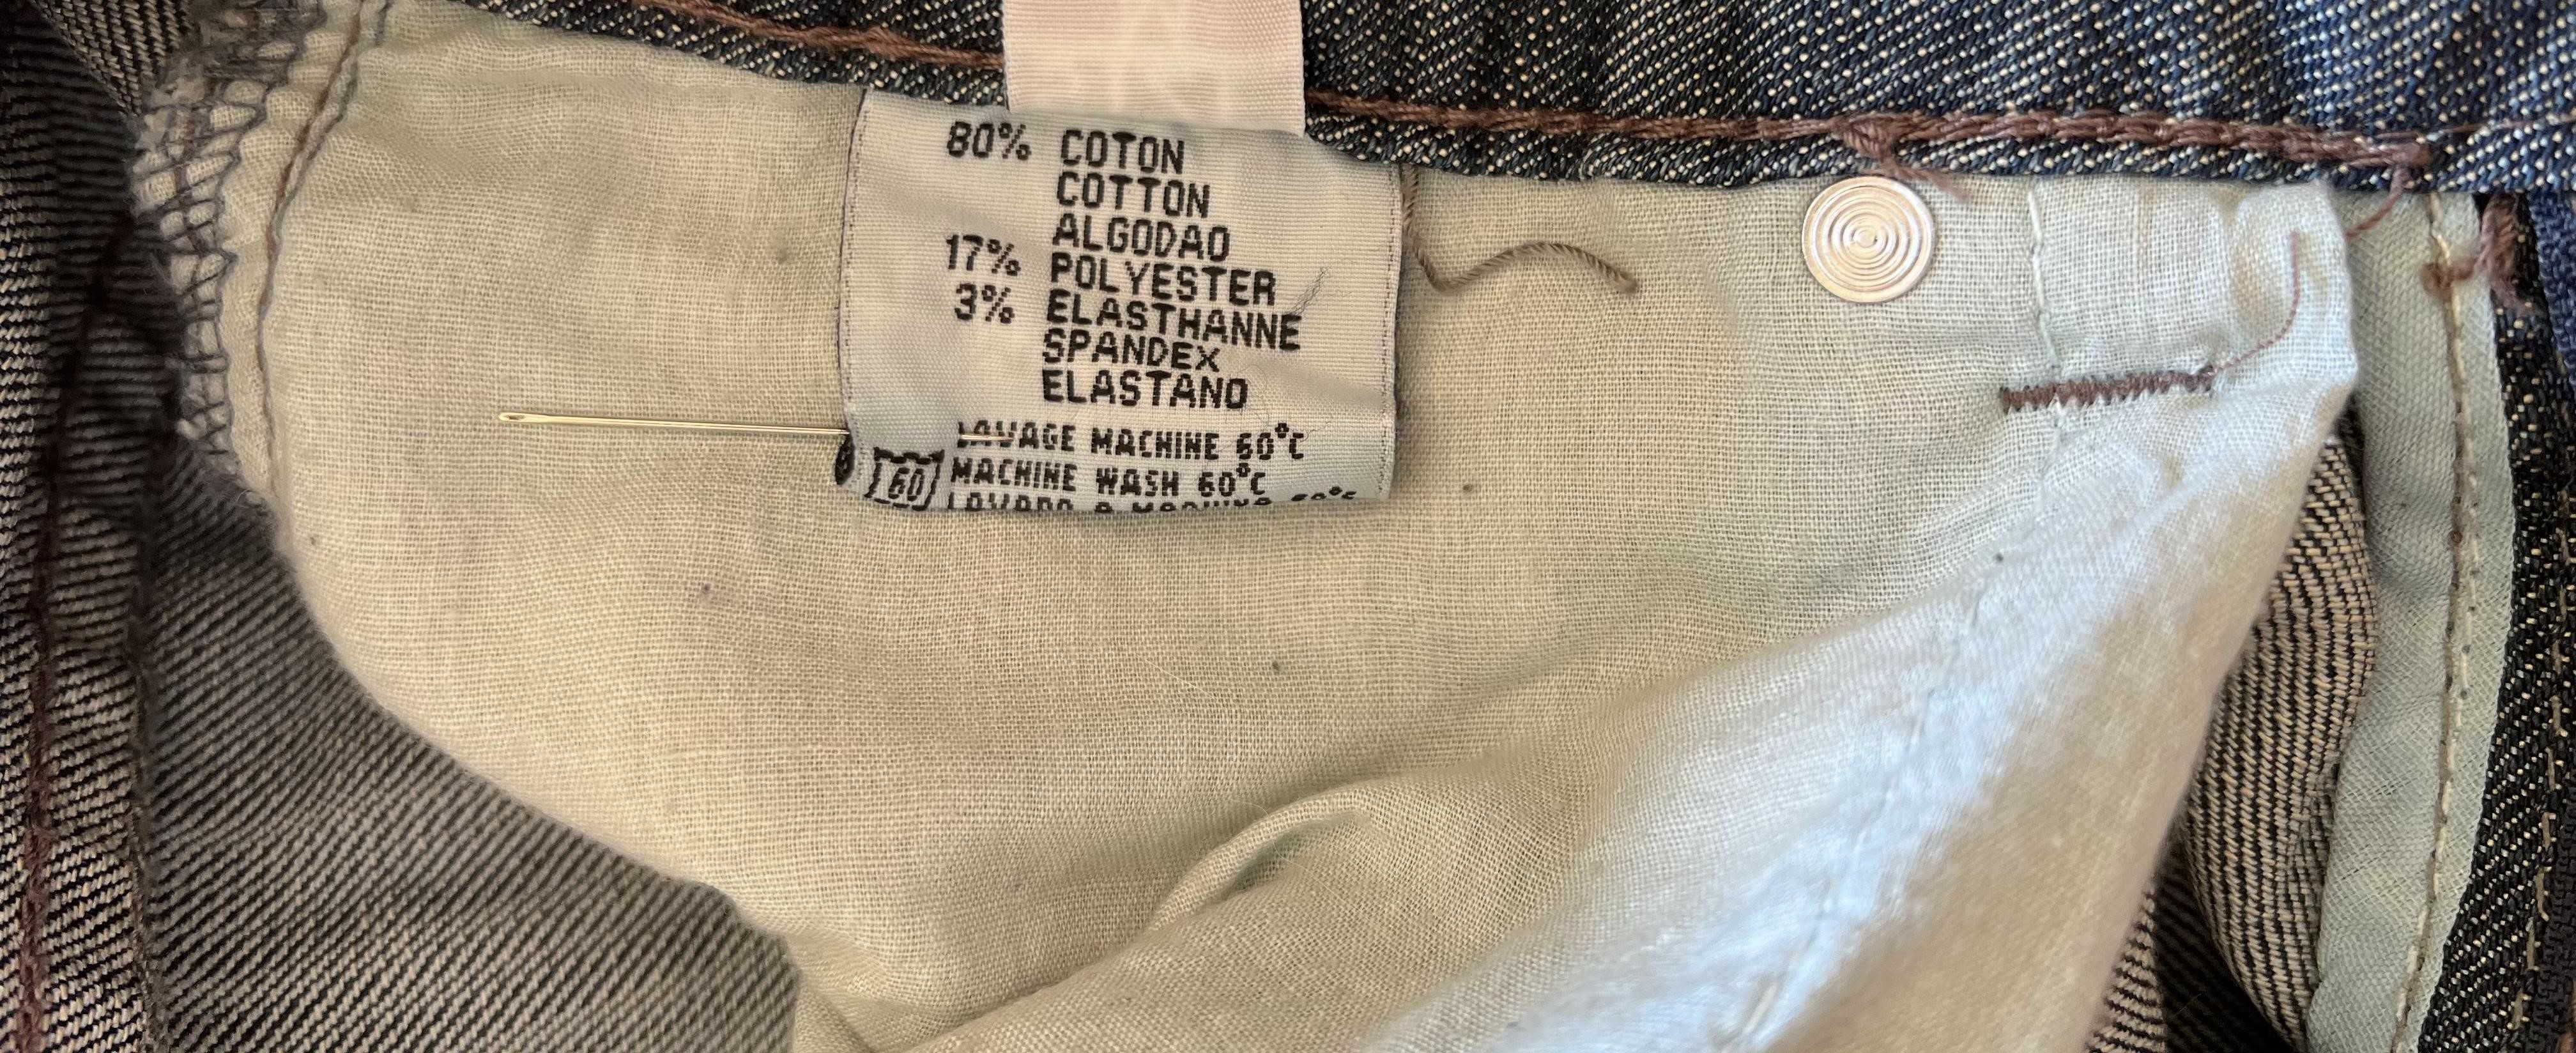 80% COTON
COTTON
ALGODAO
17% POLYESTER
3% ELASTHANNE
SPANDEX
ELASTANO
LAVAGE MACHINE 60°C
60 MACHINE WASH 60°C